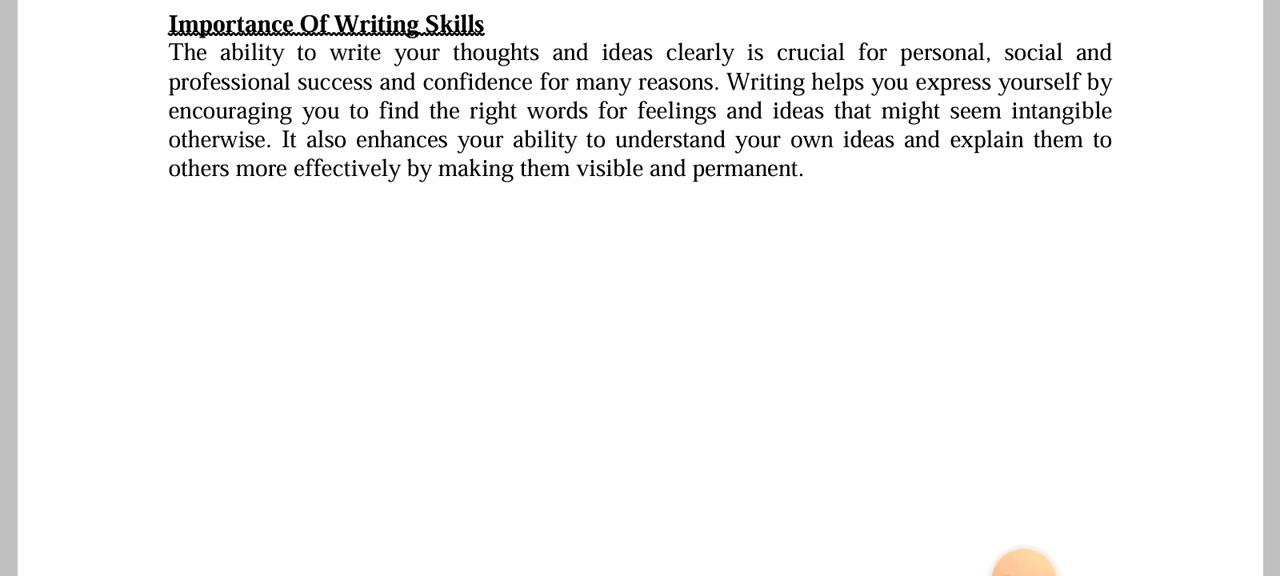 Importance Of Writing Skills
The ability to write your thoughts and ideas clearly is crucial for personal, social and
professional success and confidence for many reasons. Writing helps you express yourself by
encouraging you to find the right words for feelings and ideas that might seem intangible
otherwise. It also enhances your ability to understand your own ideas and explain them to
others more effectively by making them visible and permanent.